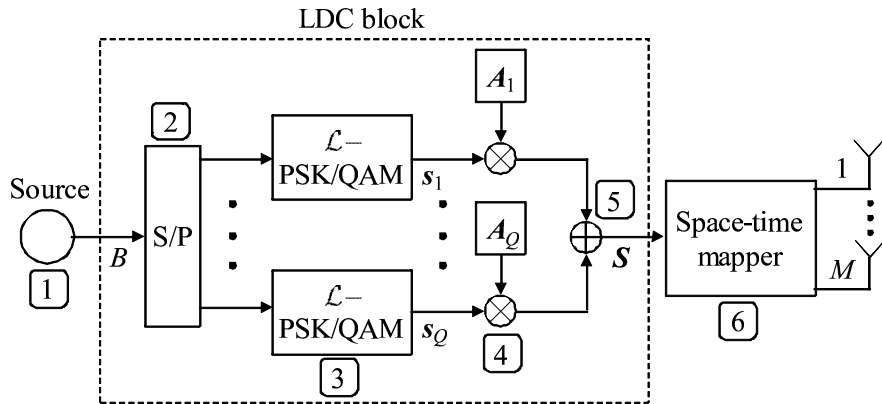 LDC block
A1
2
ℒ–
PSK/QAM
s1
Source
1
B
S/P
AQ
5
S
Space-time
mapper
1
M
6
ℒ–
PSK/QAM
sQ
4
3